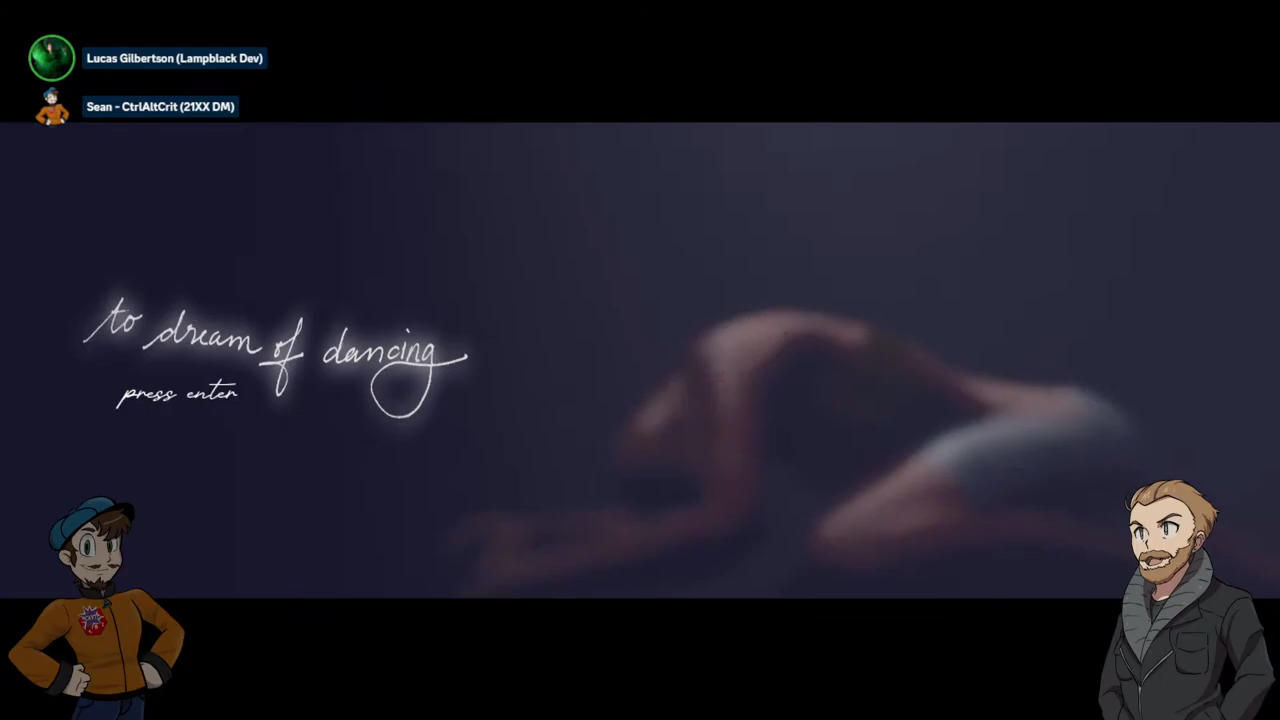 Lucas Gilbertson (Lampblack Dev)
Sean - CtrlAltCrit (21XX DM)
to dream of dancing
press enter